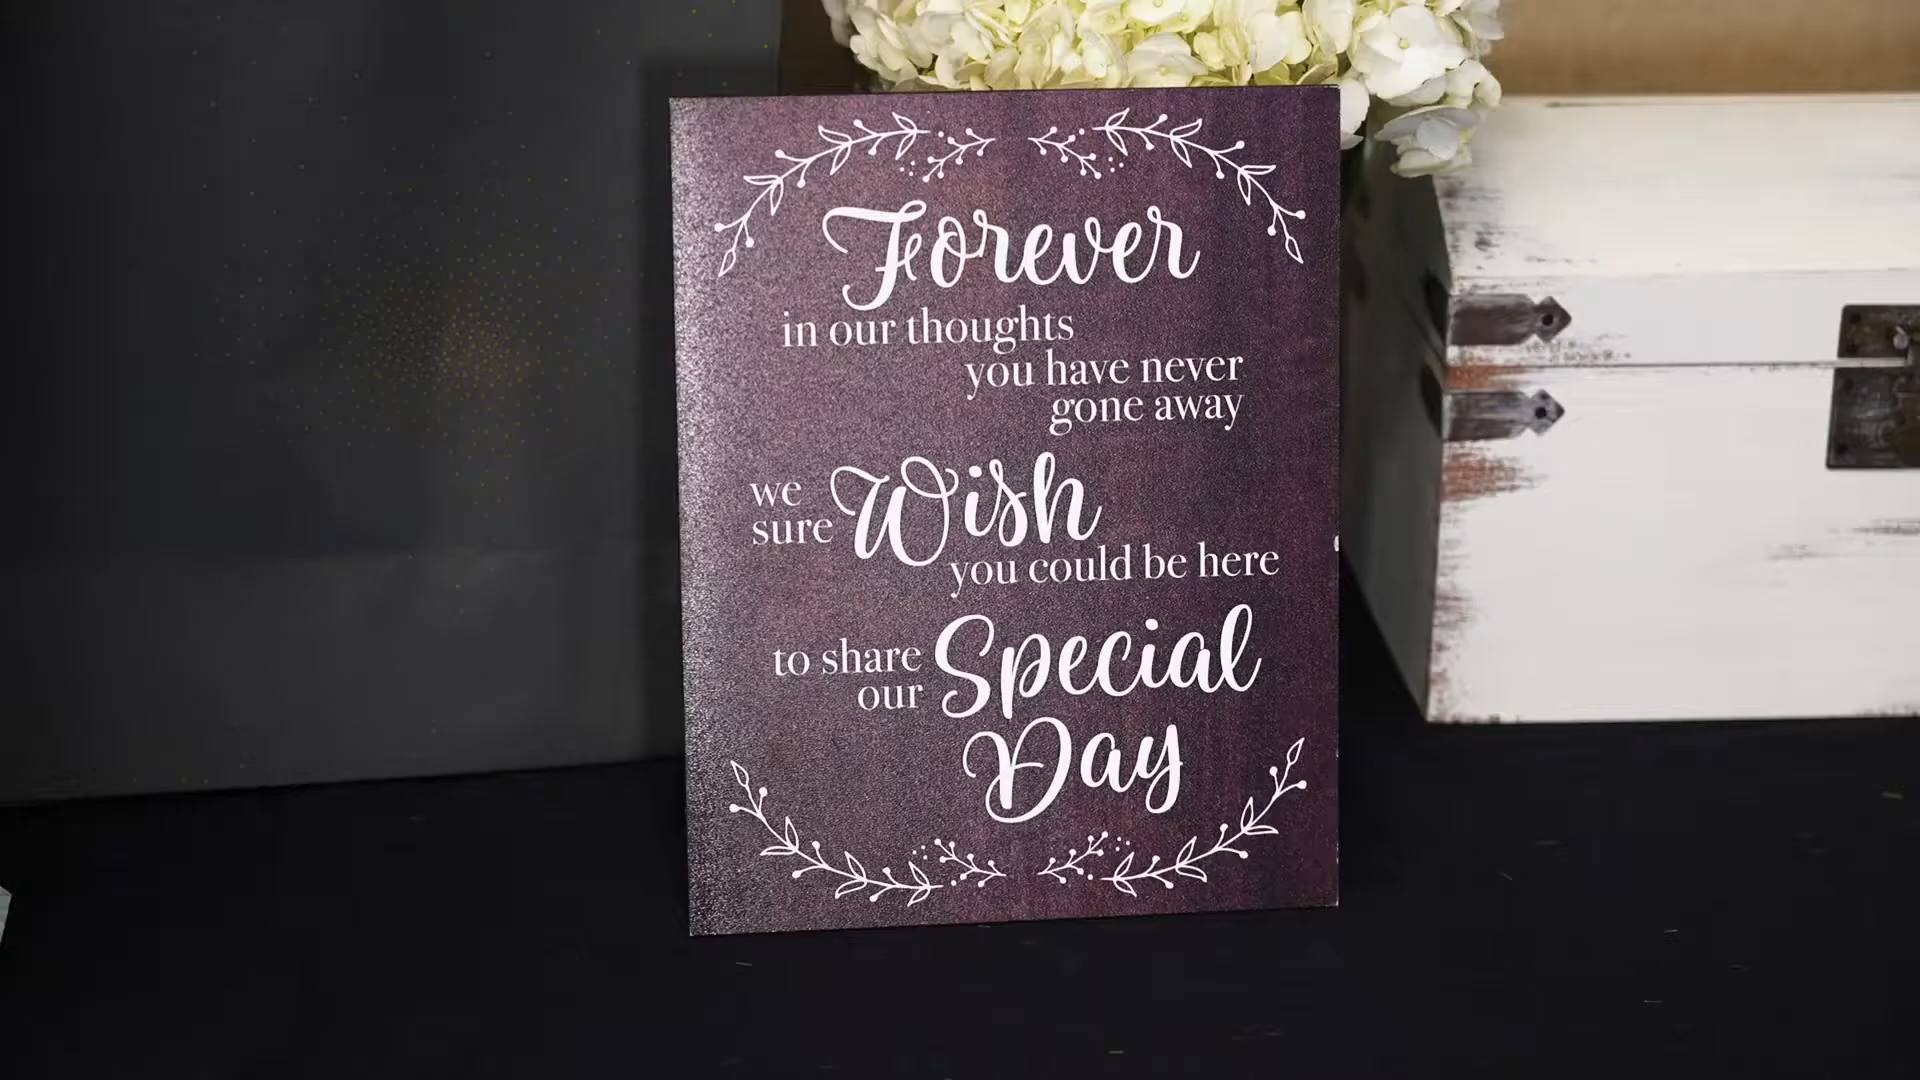 Forever
in our thoughts
you have never
gone away
we
sure Wish
you could be here
to share
our Special
Day